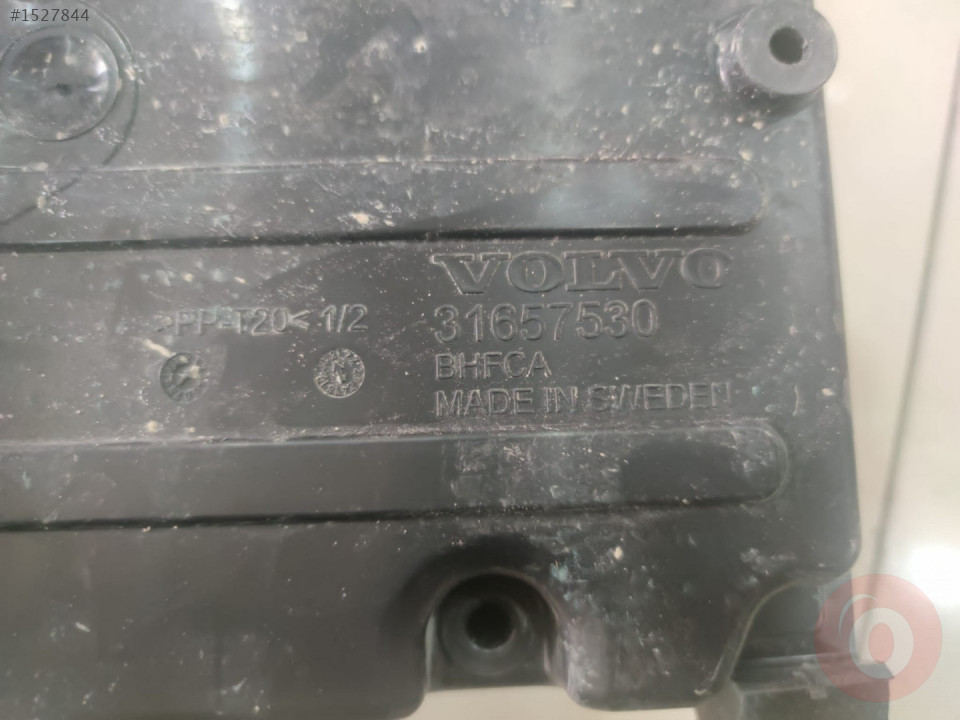 #1527844
VOLVO
>PP-T20< 1/2
31657530
BHFCA
MADE IN SWEDEN